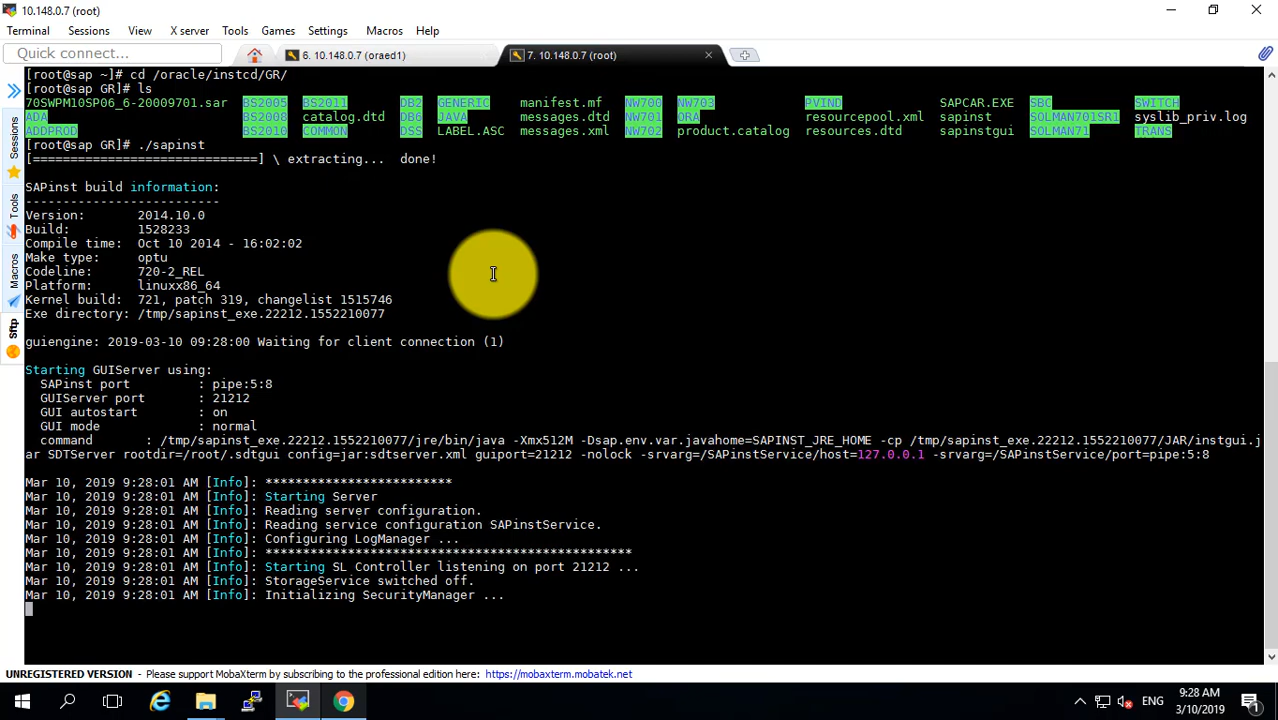 10.148.0.7
Terminal Sessions View X server Tools Games Settings Macros Help
Quick connect...
6. 10.148.0.7 (oraed1)
7. 10.148.0.7 (root)
Sessions
Tools
Macros
Sftp
[root@sap ~]# cd /oracle/instcd/GR/
[root@sap GR]# ls
70SWPM10SP06_6-20009701.sar BS2005 BS2011 DB2 GENERIC manifest.mf NW700 NW703 PVIND SAPCAR.EXE SBC SWITCH
ADA BS2008 catalog.dtd DB6 JAVA messages.dtd NW701 ORA resourcepool.xml sapinst SOLMAN701SR1 syslib_priv.log
ADDPROD BS2010 COMMON DSS LABEL.ASC messages.xml NW702 product.catalog resources.dtd sapinstgui SOLMAN71 TRANS
[root@sap GR]# ./sapinst
[==============================] \ extracting... done!
SAPinst build information:
--------------------------
Version: 2014.10.0
Build: 1528233
Compile time: Oct 10 2014 - 16:02:02
Make type: optu
Codeline: 720-2_REL
Platform: linuxx86_64
Kernel build: 721, patch 319, changelist 1515746
Exe directory: /tmp/sapinst_exe.22212.1552210077
guiengine: 2019-03-10 09:28:00 Waiting for client connection (1)
Starting GUIServer using:
SAPinst port : pipe:5:8
GUIServer port : 21212
GUI autostart : on
GUI mode : normal
command : /tmp/sapinst_exe.22212.1552210077/jre/bin/java -Xmx512M -Dsap.env.var.javahome=SAPINST_JRE_HOME -cp /tmp/sapinst_exe.22212.1552210077/JAR/instgui.j
ar SDTServer rootdir=/root/.sdtgui config=jar:sdtserver.xml guiport=21212 -nolock -srvarg=/SAPinstService/host=127.0.0.1 -srvarg=/SAPinstService/port=pipe:5:8
Mar 10, 2019 9:28:01 AM [Info]: *************************
Mar 10, 2019 9:28:01 AM [Info]: Starting Server
Mar 10, 2019 9:28:01 AM [Info]: Reading server configuration.
Mar 10, 2019 9:28:01 AM [Info]: Reading service configuration SAPinstService.
Mar 10, 2019 9:28:01 AM [Info]: Configuring LogManager ...
Mar 10, 2019 9:28:01 AM [Info]: *************************************************
Mar 10, 2019 9:28:01 AM [Info]: Starting SL Controller listening on port 21212 ...
Mar 10, 2019 9:28:01 AM [Info]: StorageService switched off.
Mar 10, 2019 9:28:01 AM [Info]: Initializing SecurityManager ...
UNREGISTERED VERSION - Please support MobaXterm by subscribing to the professional edition here: https://mobaxterm.mobatek.net
ENG
9:28 AM
3/10/2019
1